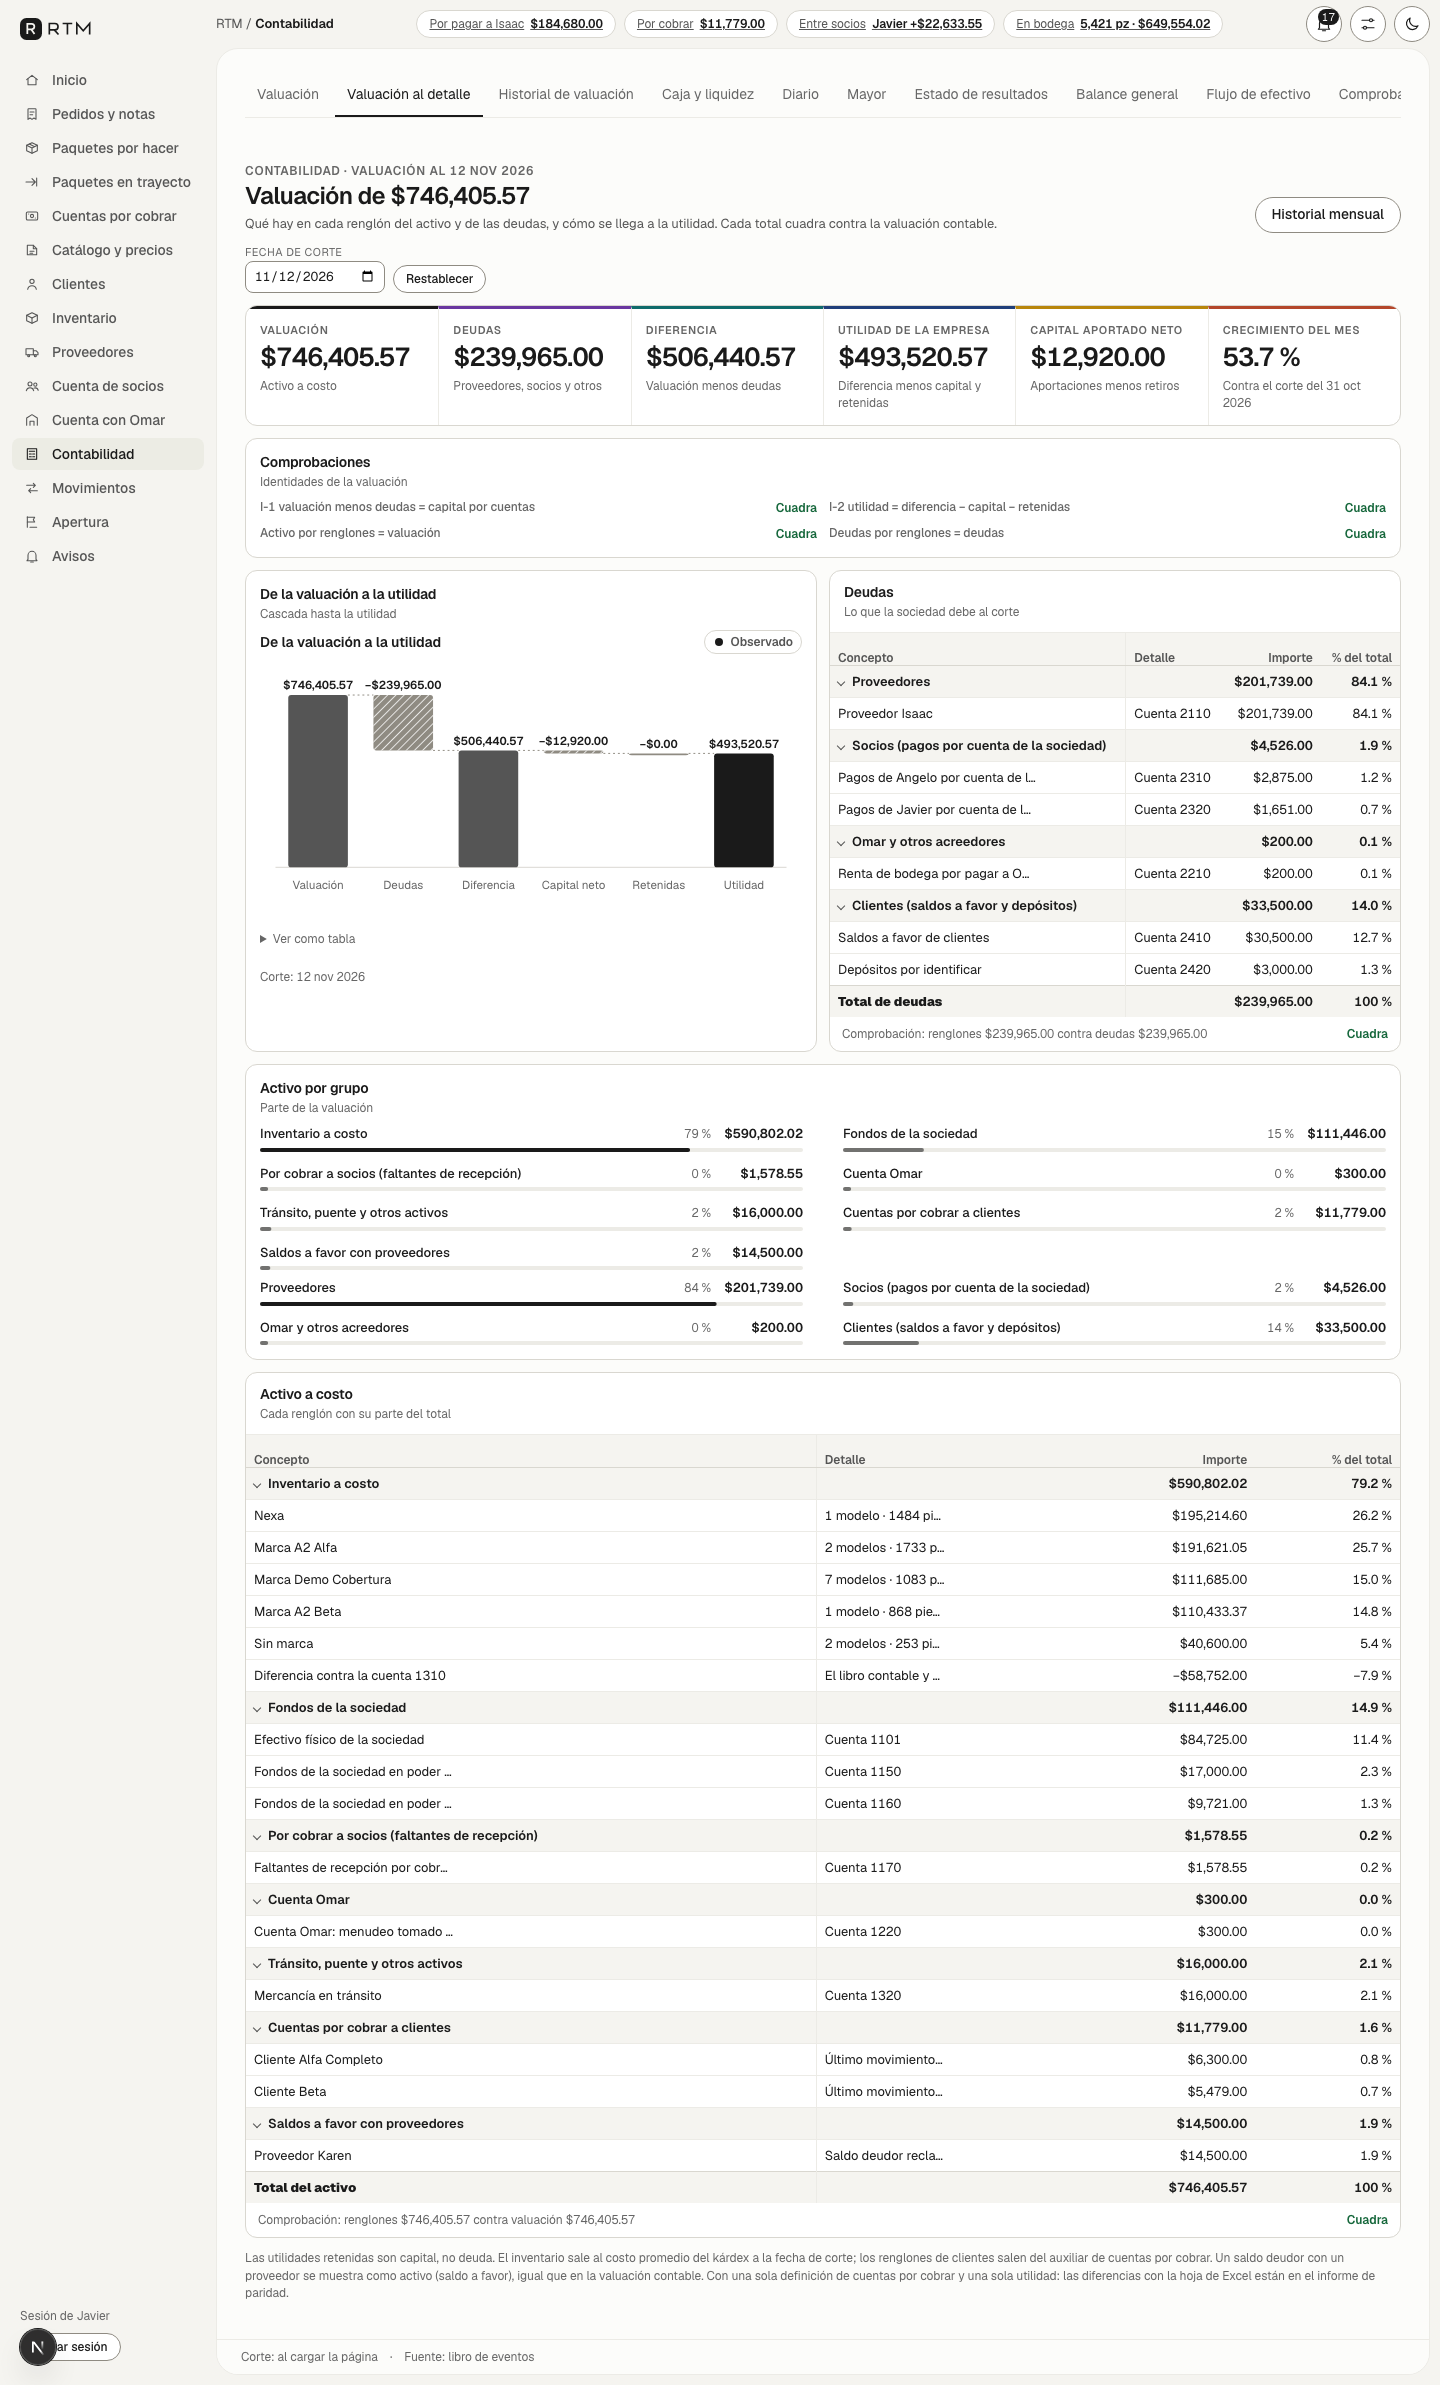 R RTM
RTM / Contabilidad
Por pagar a Isaac $184,680.00
Por cobrar $11,779.00
Entre socios Javier +$22,633.55
En bodega 5,421 pz · $649,554.02
17
Inicio
Pedidos y notas
Paquetes por hacer
Paquetes en trayecto
Cuentas por cobrar
Catálogo y precios
Clientes
Inventario
Proveedores
Cuenta de socios
Cuenta con Omar
Contabilidad
Movimientos
Apertura
Avisos
Valuación Valuación al detalle Historial de valuación Caja y liquidez Diario Mayor Estado de resultados Balance general Flujo de efectivo Comproba
CONTABILIDAD · VALUACIÓN AL 12 NOV 2026
Valuación de $746,405.57
Qué hay en cada renglón del activo y de las deudas, y cómo se llega a la utilidad. Cada total cuadra contra la valuación contable.
Historial mensual
FECHA DE CORTE
11/12/2026
Restablecer
VALUACIÓN
$746,405.57
Activo a costo
DEUDAS
$239,965.00
Proveedores, socios y otros
DIFERENCIA
$506,440.57
Valuación menos deudas
UTILIDAD DE LA EMPRESA
$493,520.57
Diferencia menos capital y
retenidas
CAPITAL APORTADO NETO
$12,920.00
Aportaciones menos retiros
CRECIMIENTO DEL MES
53.7 %
Contra el corte del 31 oct
2026
Comprobaciones
Identidades de la valuación
I-1 valuación menos deudas = capital por cuentas Cuadra
I-2 utilidad = diferencia − capital − retenidas Cuadra
Activo por renglones = valuación Cuadra
Deudas por renglones = deudas Cuadra
De la valuación a la utilidad
Cascada hasta la utilidad
De la valuación a la utilidad
Observado
$746,405.57 −$239,965.00
$506,440.57 −$12,920.00 −$0.00 $493,520.57
Valuación Deudas Diferencia Capital neto Retenidas Utilidad
Ver como tabla
Corte: 12 nov 2026
Deudas
Lo que la sociedad debe al corte
Concepto Detalle Importe % del total
Proveedores $201,739.00 84.1 %
Proveedor Isaac Cuenta 2110 $201,739.00 84.1 %
Socios (pagos por cuenta de la sociedad) $4,526.00 1.9 %
Pagos de Angelo por cuenta de l… Cuenta 2310 $2,875.00 1.2 %
Pagos de Javier por cuenta de l… Cuenta 2320 $1,651.00 0.7 %
Omar y otros acreedores $200.00 0.1 %
Renta de bodega por pagar a O… Cuenta 2210 $200.00 0.1 %
Clientes (saldos a favor y depósitos) $33,500.00 14.0 %
Saldos a favor de clientes Cuenta 2410 $30,500.00 12.7 %
Depósitos por identificar Cuenta 2420 $3,000.00 1.3 %
Total de deudas $239,965.00 100 %
Comprobación: renglones $239,965.00 contra deudas $239,965.00 Cuadra
Activo por grupo
Parte de la valuación
Inventario a costo 79 % $590,802.02
Fondos de la sociedad 15 % $111,446.00
Por cobrar a socios (faltantes de recepción) 0 % $1,578.55
Cuenta Omar 0 % $300.00
Tránsito, puente y otros activos 2 % $16,000.00
Cuentas por cobrar a clientes 2 % $11,779.00
Saldos a favor con proveedores 2 % $14,500.00
Proveedores 84 % $201,739.00
Socios (pagos por cuenta de la sociedad) 2 % $4,526.00
Omar y otros acreedores 0 % $200.00
Clientes (saldos a favor y depósitos) 14 % $33,500.00
Activo a costo
Cada renglón con su parte del total
Concepto Detalle Importe % del total
Inventario a costo $590,802.02 79.2 %
Nexa 1 modelo · 1484 pi… $195,214.60 26.2 %
Marca A2 Alfa 2 modelos · 1733 p… $191,621.05 25.7 %
Marca Demo Cobertura 7 modelos · 1083 p… $111,685.00 15.0 %
Marca A2 Beta 1 modelo · 868 pie… $110,433.37 14.8 %
Sin marca 2 modelos · 253 pi… $40,600.00 5.4 %
Diferencia contra la cuenta 1310 El libro contable y … −$58,752.00 −7.9 %
Fondos de la sociedad $111,446.00 14.9 %
Efectivo físico de la sociedad Cuenta 1101 $84,725.00 11.4 %
Fondos de la sociedad en poder … Cuenta 1150 $17,000.00 2.3 %
Fondos de la sociedad en poder … Cuenta 1160 $9,721.00 1.3 %
Por cobrar a socios (faltantes de recepción) $1,578.55 0.2 %
Faltantes de recepción por cobr… Cuenta 1170 $1,578.55 0.2 %
Cuenta Omar $300.00 0.0 %
Cuenta Omar: menudeo tomado … Cuenta 1220 $300.00 0.0 %
Tránsito, puente y otros activos $16,000.00 2.1 %
Mercancía en tránsito Cuenta 1320 $16,000.00 2.1 %
Cuentas por cobrar a clientes $11,779.00 1.6 %
Cliente Alfa Completo Último movimiento… $6,300.00 0.8 %
Cliente Beta Último movimiento… $5,479.00 0.7 %
Saldos a favor con proveedores $14,500.00 1.9 %
Proveedor Karen Saldo deudor recla… $14,500.00 1.9 %
Total del activo $746,405.57 100 %
Comprobación: renglones $746,405.57 contra valuación $746,405.57 Cuadra
Las utilidades retenidas son capital, no deuda. El inventario sale al costo promedio del kárdex a la fecha de corte; los renglones de clientes salen del auxiliar de cuentas por cobrar. Un saldo deudor con un
proveedor se muestra como activo (saldo a favor), igual que en la valuación contable. Con una sola definición de cuentas por cobrar y una sola utilidad: las diferencias con la hoja de Excel están en el informe de
paridad.
Sesión de Javier
N ar sesión
Corte: al cargar la página · Fuente: libro de eventos